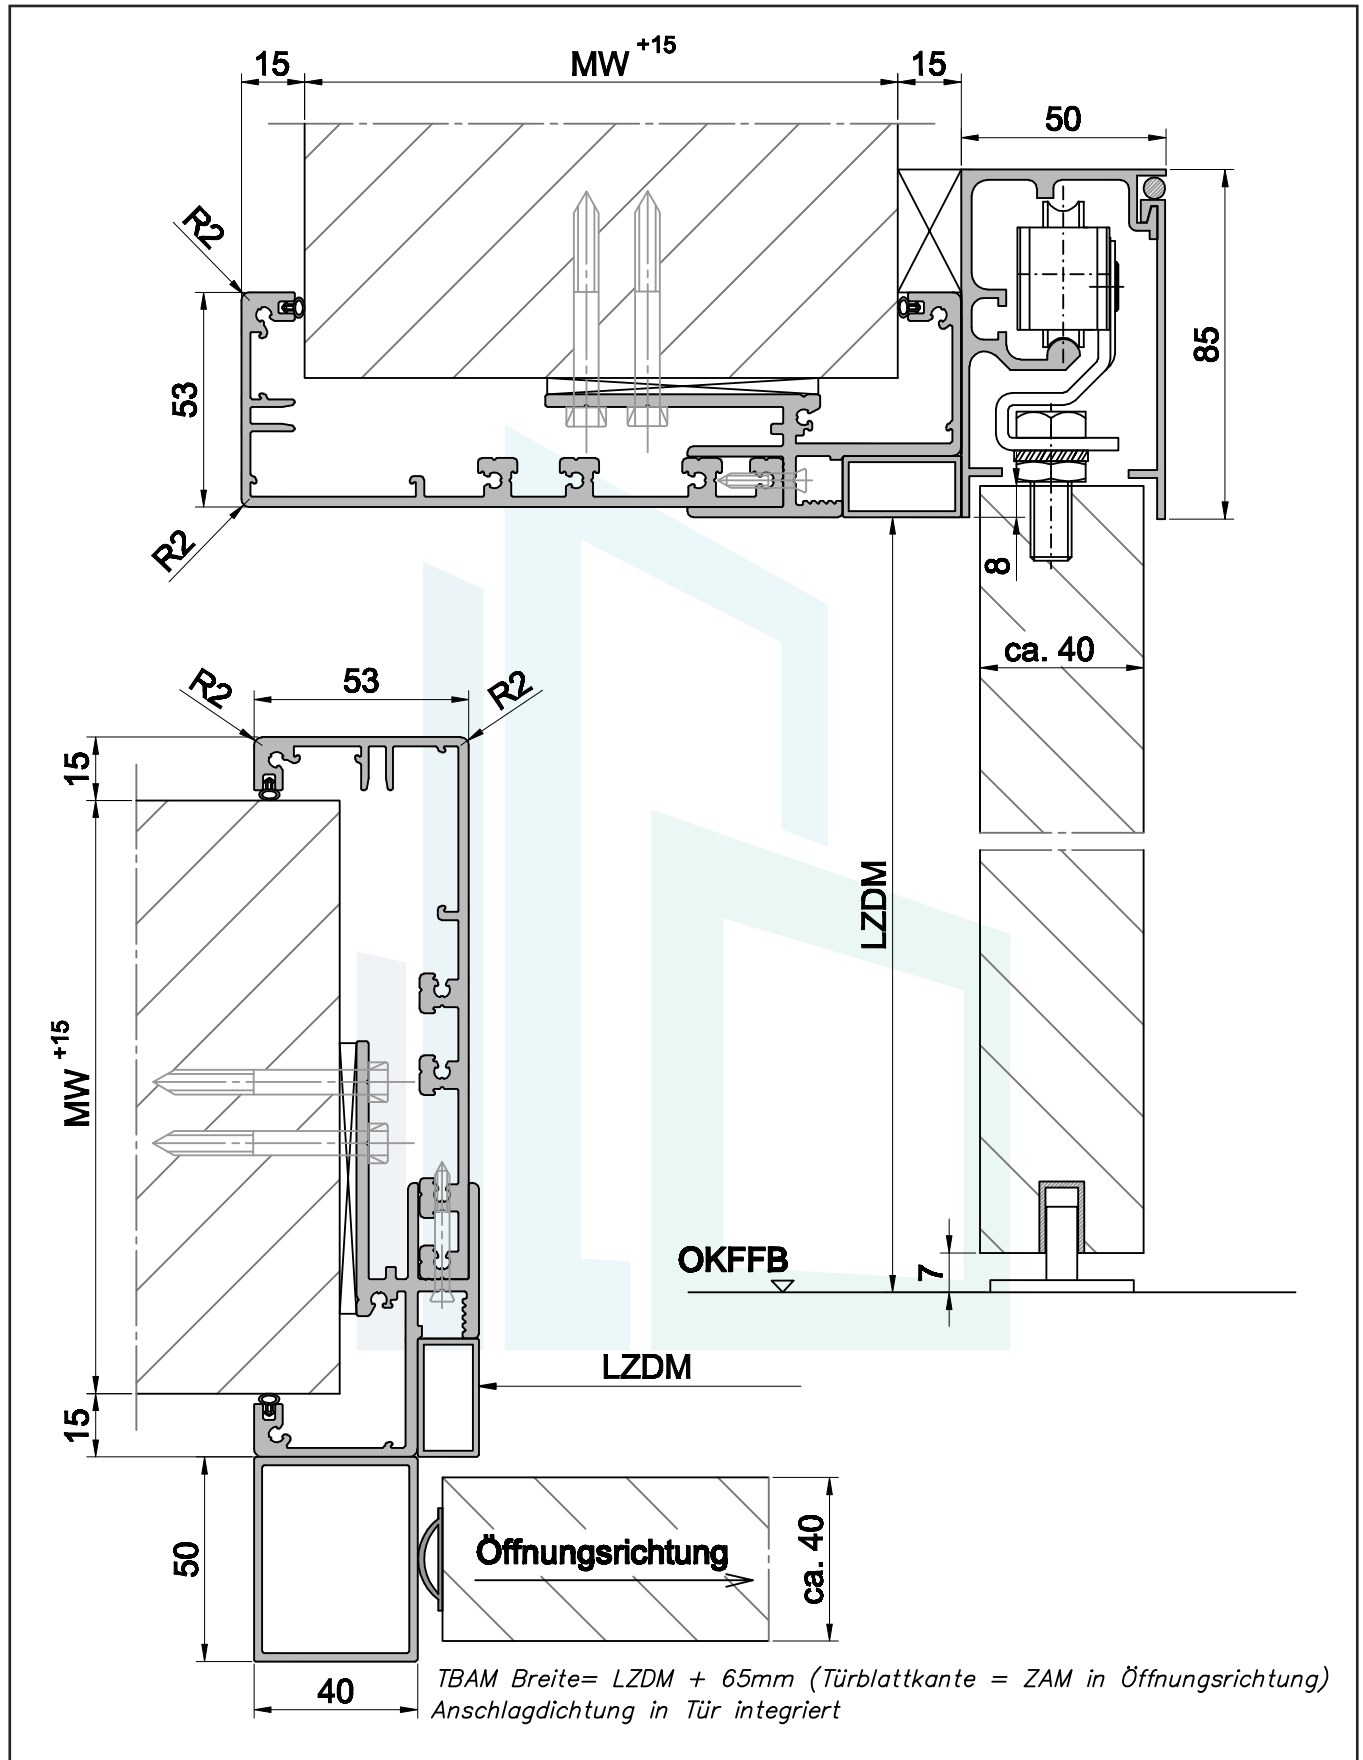 15
MW +15
15
50
R2
53
85
R2
8
ca. 40
R2
53
R2
15
LZDM
MW +15
OKFFB
7
LZDM
15
50
Öffnungsrichtung
ca. 40
40
TBAM Breite= LZDM + 65mm (Türblattkante = ZAM in Öffnungsrichtung)
Anschlagdichtung in Tür integriert